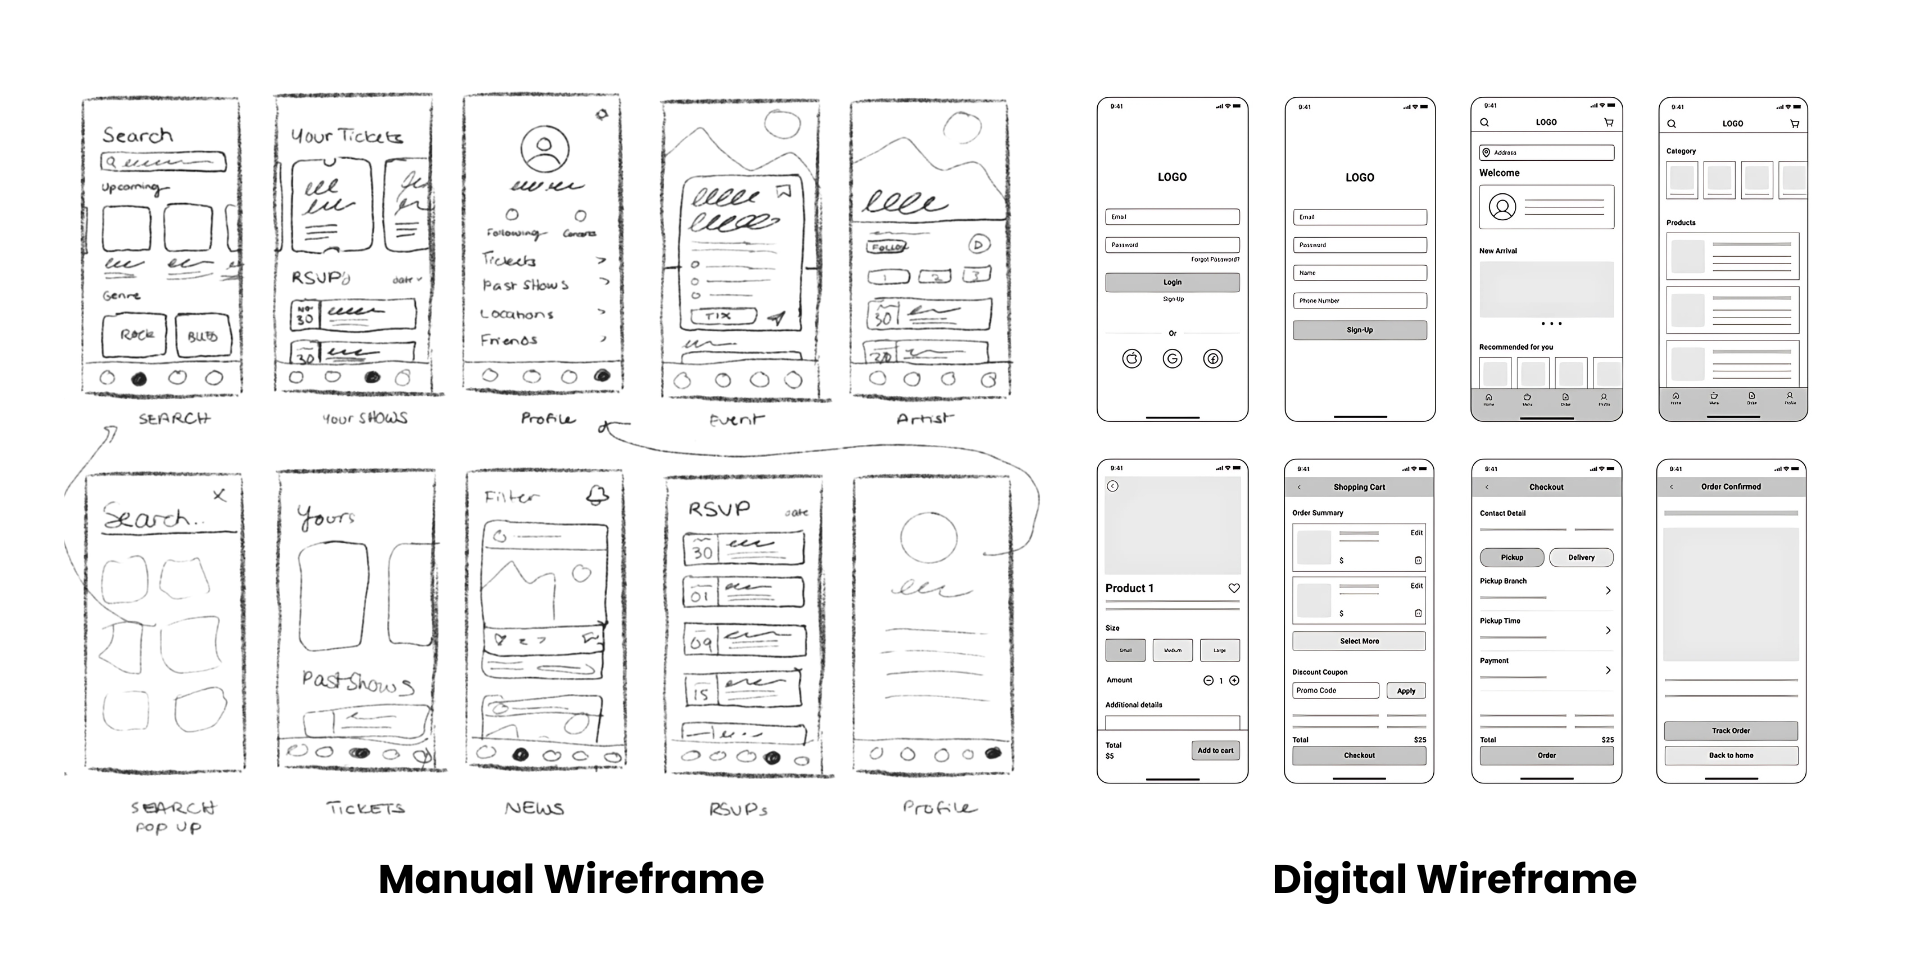 Search
Upcoming
Genre
Rock
BLUES
SEARCH
Your Tickets
RSVP's
date
NOV
30
30
Your SHOWS
Following
Tickets
Past SHOWS
Locations
Friends
Profile
TIX
Event
FOLLOW
1
2
3
30
Artist
Search..
SEARCH
POP UP
Yours
Past Shows
TICKETS
Filter
NEWS
RSVP
date
30
01
09
15
RSVPs
Profile
Manual Wireframe
9:41
LOGO
Email
Password
Forgot Password?
Login
Sign-Up
Or
9:41
LOGO
Email
Password
Name
Phone Number
Sign-Up
9:41
LOGO
Address
Welcome
New Arrival
Recommended for you
Home Menu Order Profile
9:41
LOGO
Category
Products
Home Menu Order Profile
9:41
Product 1
Size
Small Medium Large
Amount
1
Additional details
Total
$5
Add to cart
9:41
Shopping Cart
Order Summary
Edit
$
Edit
$
Select More
Discount Coupon
Promo Code
Apply
Total $25
Checkout
9:41
Checkout
Contact Detail
Pickup Delivery
Pickup Branch
Pickup Time
Payment
Total $25
Order
9:41
Order Confirmed
Track Order
Back to home
Digital Wireframe